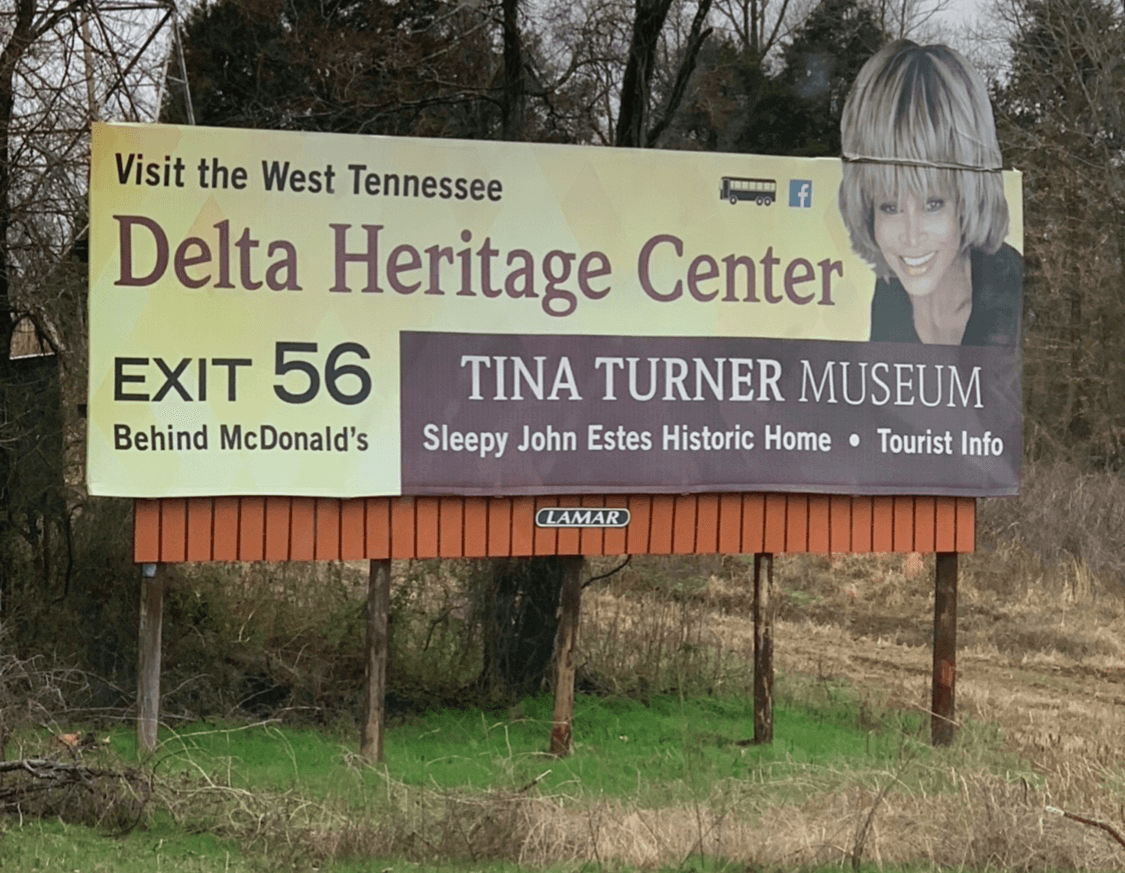 Visit the West Tennessee
f
Delta Heritage Center
EXIT 56
Behind McDonald's
TINA TURNER MUSEUM
Sleepy John Estes Historic Home • Tourist Info
LAMAR